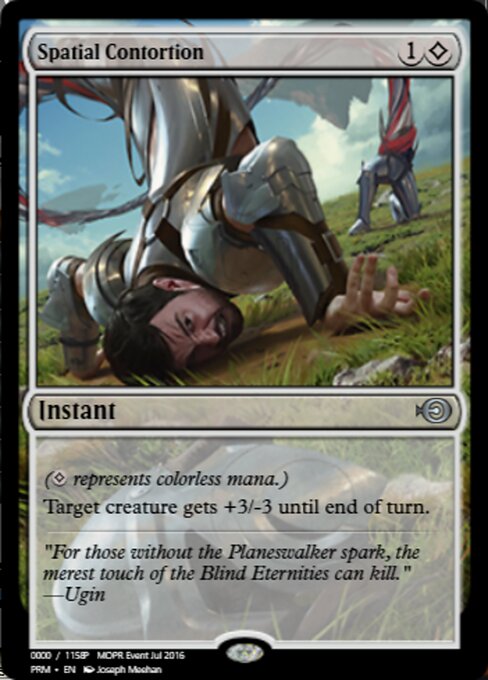 Spatial Contortion 1
Instant
( represents colorless mana.)
Target creature gets +3/-3 until end of turn.
"For those without the Planeswalker spark, the
merest touch of the Blind Eternities can kill."
—Ugin
0000 / 1158P MOPR Event Jul 2016
PRM • EN Joseph Meehan